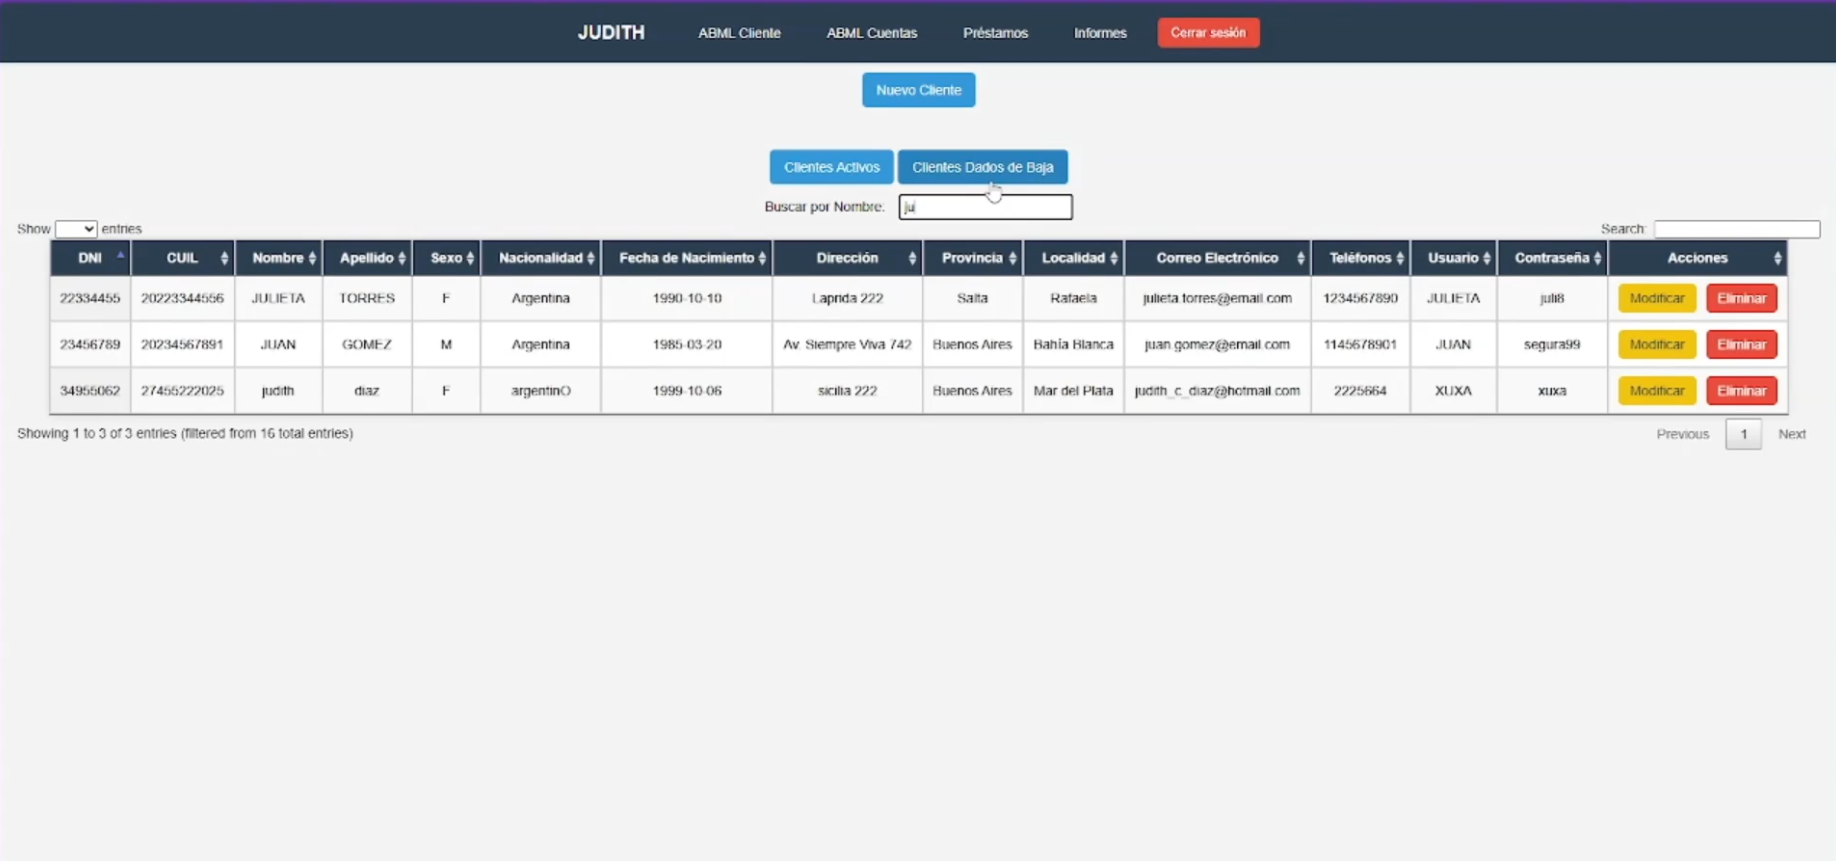 JUDITH ABML Cliente ABML Cuentas Préstamos Informes Cerrar sesión
Nuevo Cliente
Clientes Activos Clientes Dados de Baja
Buscar por Nombre: ju
Show entries Search:
DNI CUIL Nombre Apellido Sexo Nacionalidad Fecha de Nacimiento Dirección Provincia Localidad Correo Electrónico Teléfonos Usuario Contraseña Acciones
22334455 20223344556 JULIETA TORRES F Argentina 1990-10-10 Laprida 222 Salta Rafaela julieta.torres@email.com 1234567890 JULIETA juli8 Modificar Eliminar
23456789 20234567891 JUAN GOMEZ M Argentina 1985-03-20 Av. Siempre Viva 742 Buenos Aires Bahía Blanca juan.gomez@email.com 1145678901 JUAN segura99 Modificar Eliminar
34955062 27455222025 judith diaz F argentinO 1999-10-06 sicilia 222 Buenos Aires Mar del Plata judith_c_diaz@hotmail.com 2225664 XUXA xuxa Modificar Eliminar
Showing 1 to 3 of 3 entries (filtered from 16 total entries) Previous 1 Next